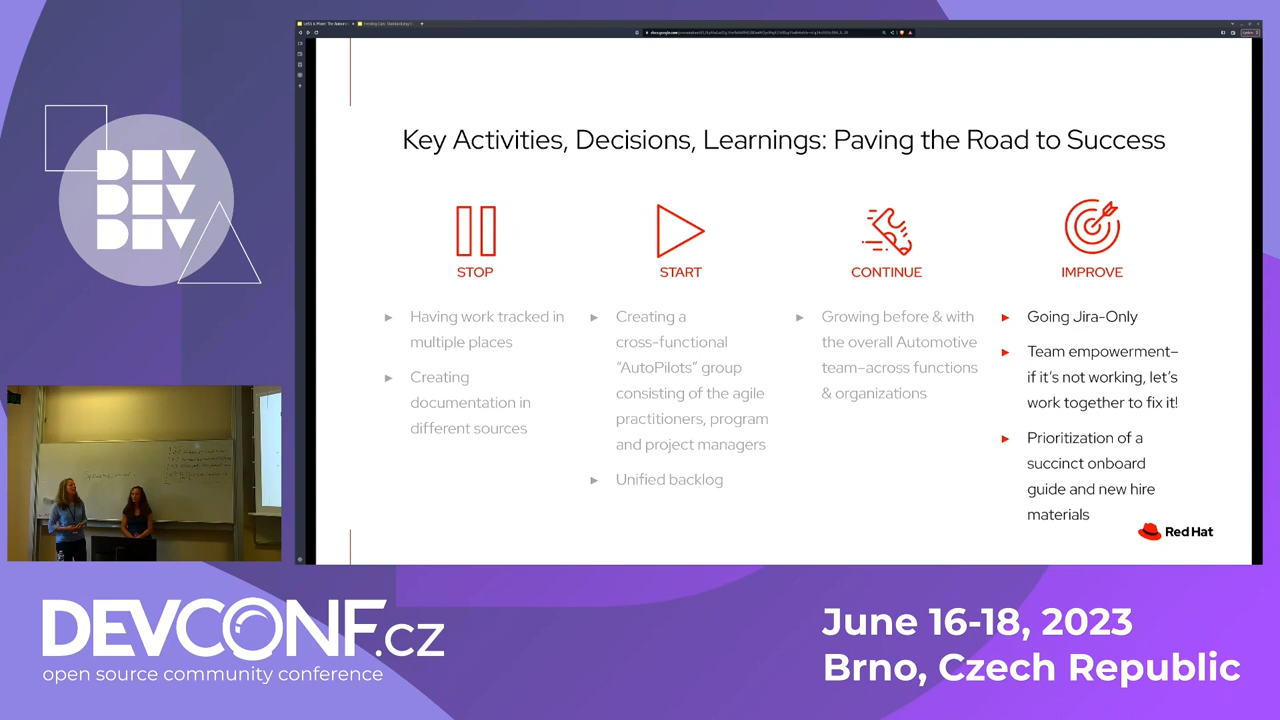 DEV
DEV
DEV
Key Activities, Decisions, Learnings: Paving the Road to Success
STOP
► Having work tracked in
multiple places
► Creating
documentation in
different sources
START
► Creating a
cross-functional
“AutoPilots” group
consisting of the agile
practitioners, program
and project managers
► Unified backlog
CONTINUE
► Growing before & with
the overall Automotive
team–across functions
& organizations
IMPROVE
► Going Jira-Only
► Team empowerment–
if it’s not working, let’s
work together to fix it!
► Prioritization of a
succinct onboard
guide and new hire
materials
Red Hat
DEVCONF.cz
open source community conference
June 16-18, 2023
Brno, Czech Republic